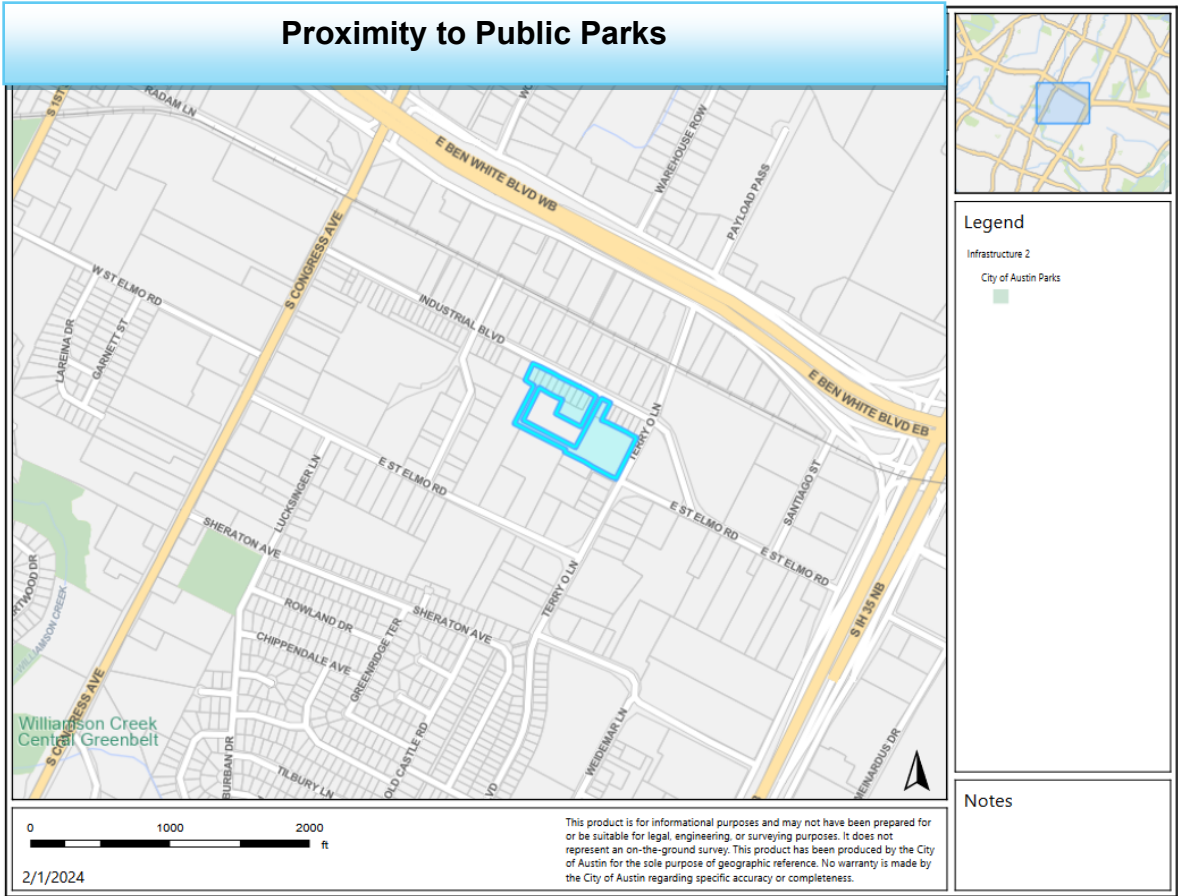 Proximity to Public Parks
RADAM LN
E BEN WHITE BLVD WB
WAREHOUSE ROW
PAYLOAD PASS
S CONGRESS AVE
W ST ELMO RD
LAREINA DR
GARNETT ST
INDUSTRIAL BLVD
E BEN WHITE BLVD EB
TERRY O LN
E ST ELMO RD
LUCKSINGER LN
SANTIAGO ST
E ST ELMO RD
E ST ELMO RD
SHERATON AVE
TERRY O LN
S IH 35 NB
ROWLAND DR
SHERATON AVE
CHIPPENDALE AVE
GREENRIDGE TER
WILLIAMSON CREEK
S CONGRESS AVE
Williamson Creek
Central Greenbelt
BURBAN DR
TILBURY LN
OLD CASTLE RD
WEIDEMAR LN
MEINARDUS DR
Legend
Infrastructure 2
City of Austin Parks
Notes
0 1000 2000
ft
2/1/2024
This product is for informational purposes and may not have been prepared for
or be suitable for legal, engineering, or surveying purposes. It does not
represent an on-the-ground survey. This product has been produced by the City
of Austin for the sole purpose of geographic reference. No warranty is made by
the City of Austin regarding specific accuracy or completeness.